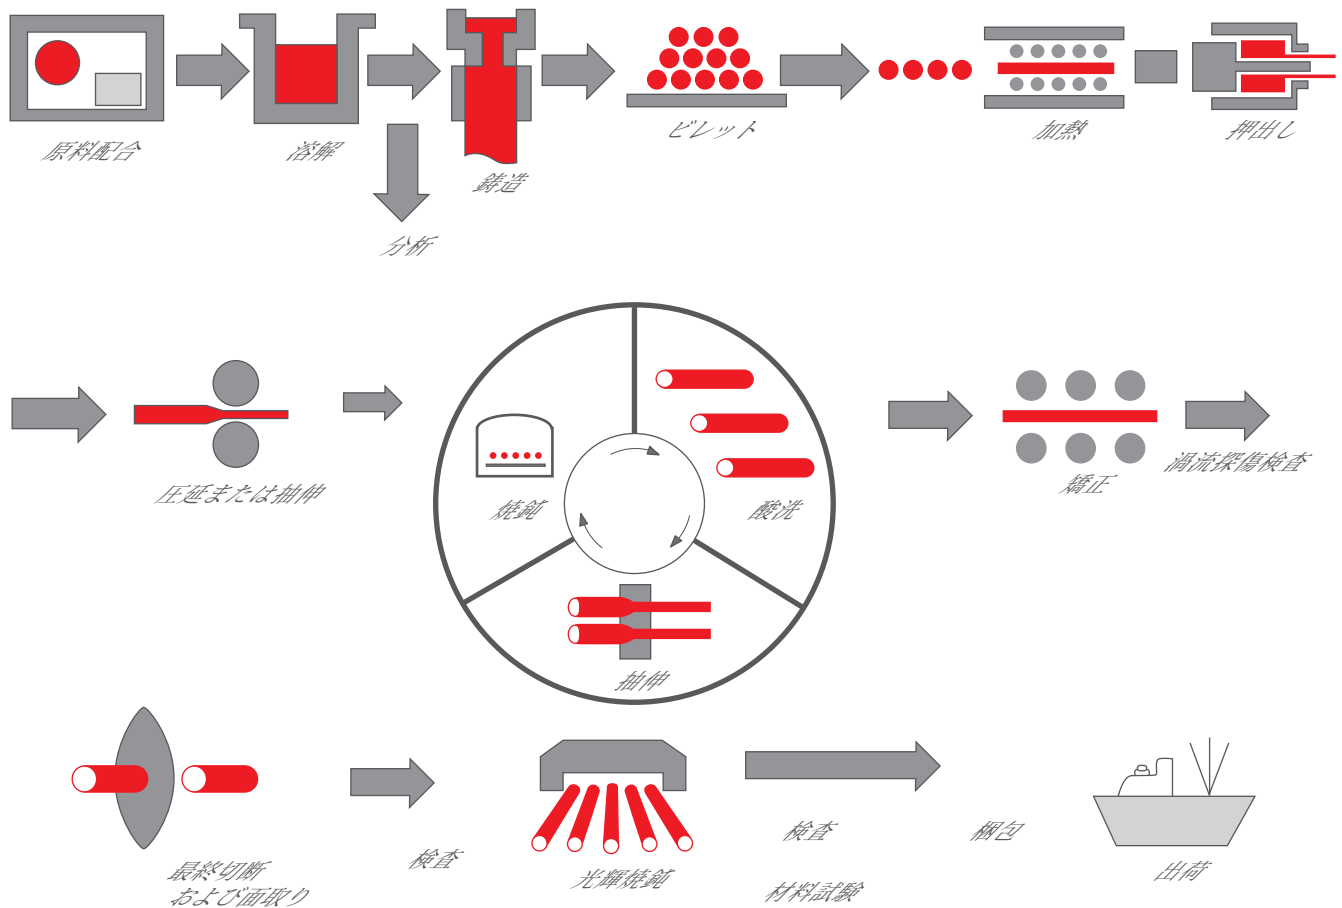 原料配合
溶解
分析
鋳造
ビレット
加熱
押出し
圧延または抽伸
焼鈍
酸洗
抽伸
矯正
渦流探傷検査
最終切断
および面取り
検査
光輝焼鈍
検査
材料試験
梱包
出荷